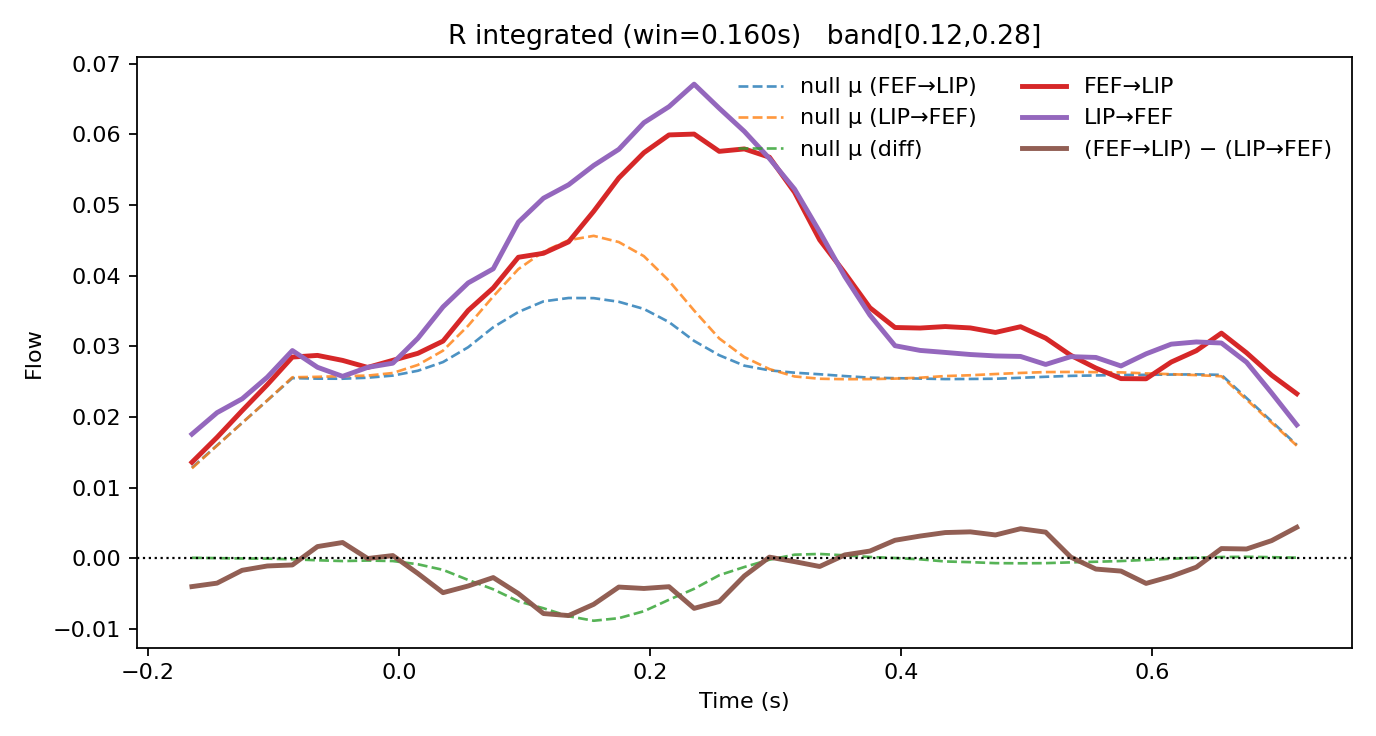 R integrated (win=0.160s)   band[0.12,0.28]
null μ (FEF→LIP)
null μ (LIP→FEF)
null μ (diff)
FEF→LIP
LIP→FEF
(FEF→LIP) − (LIP→FEF)
Flow
0.07
0.06
0.05
0.04
0.03
0.02
0.01
0.00
−0.01
−0.2
0.0
0.2
0.4
0.6
Time (s)